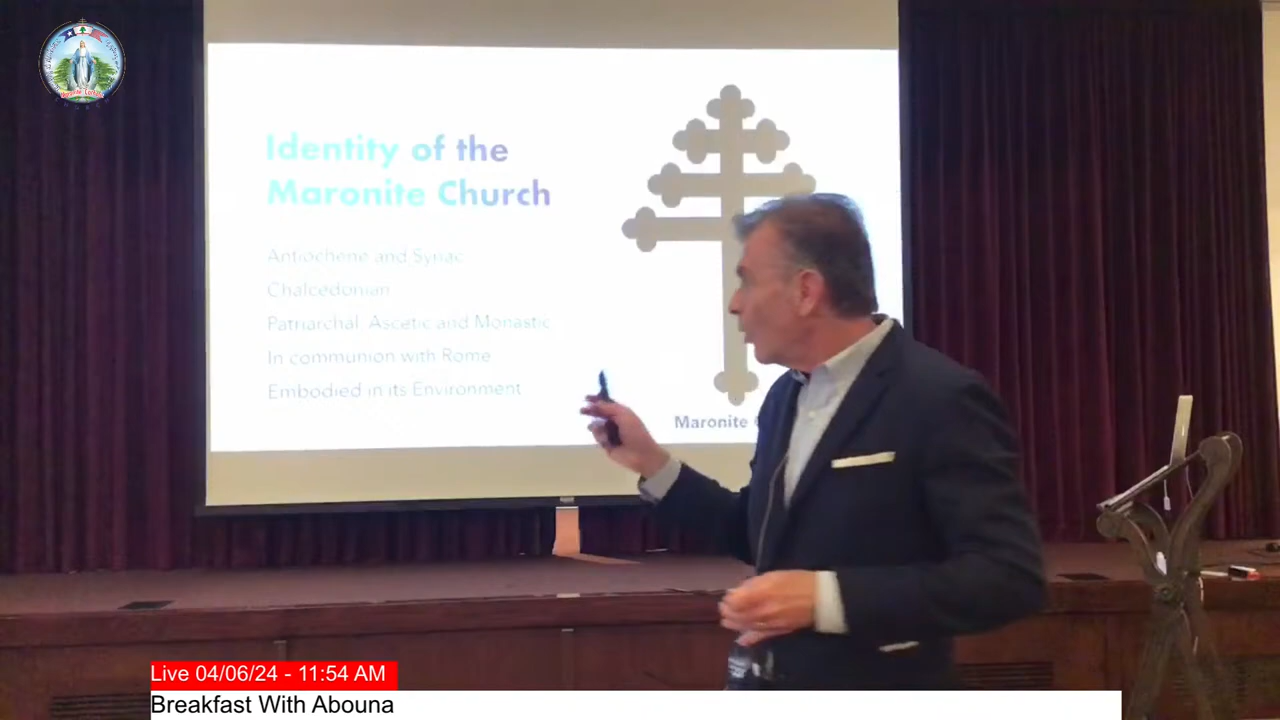 Identity of the
Maronite Church
Antiochene and Syriac
Chalcedonian
Patriarchal Ascetic and Monastic
In communion with Rome
Embodied in its Environment
Maronite
Live 04/06/24 - 11:54 AM
Breakfast With Abouna